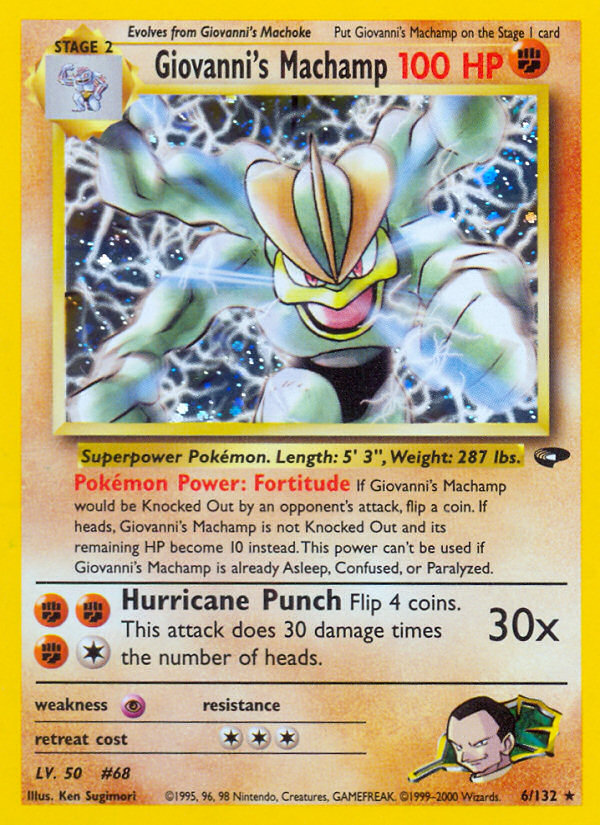 Evolves from Giovanni's Machoke Put Giovanni's Machamp on the Stage 1 card
STAGE 2
Giovanni's Machamp 100 HP
Superpower Pokémon. Length: 5' 3", Weight: 287 lbs.
Pokémon Power: Fortitude If Giovanni's Machamp
would be Knocked Out by an opponent's attack, flip a coin. If
heads, Giovanni's Machamp is not Knocked Out and its
remaining HP become 10 instead. This power can't be used if
Giovanni's Machamp is already Asleep, Confused, or Paralyzed.
Hurricane Punch Flip 4 coins.
This attack does 30 damage times
the number of heads.
30x
weakness resistance
retreat cost
LV. 50 #68
Illus. Ken Sugimori ©1995, 96, 98 Nintendo, Creatures, GAMEFREAK. ©1999-2000 Wizards. 6/132 ★